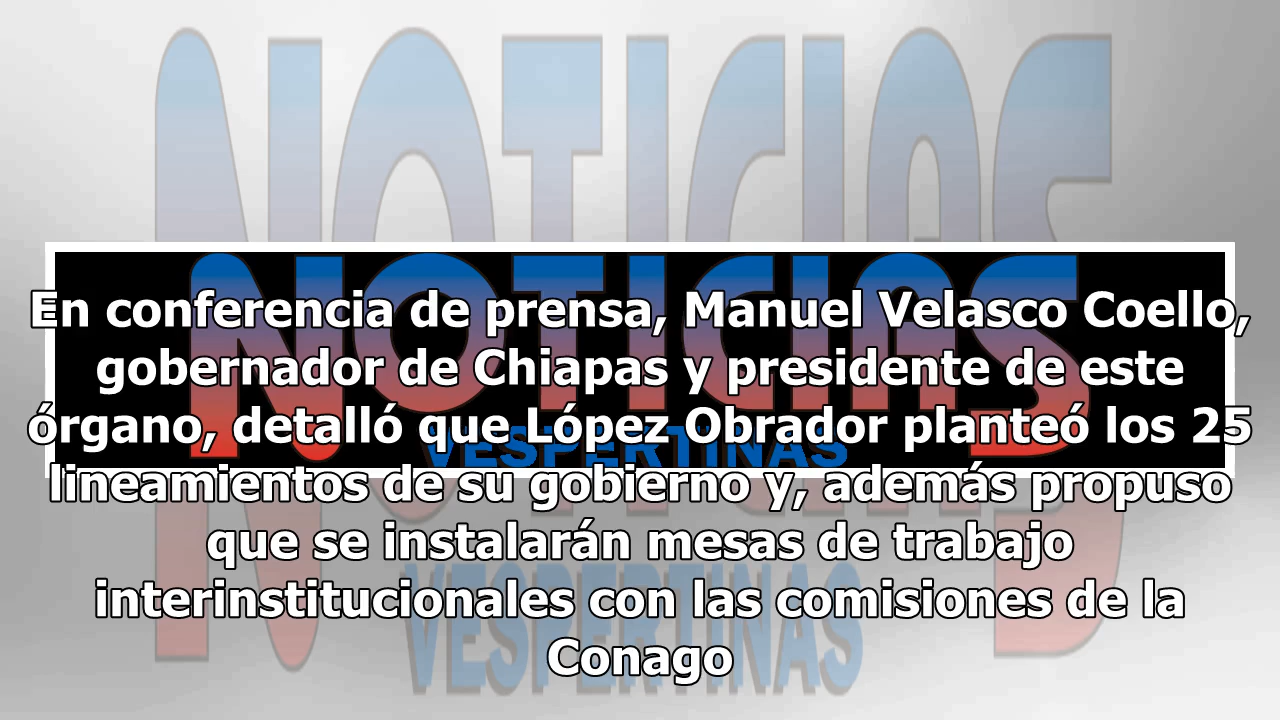 NOTICIAS
VESPERTINAS
NOTICIAS
VESPERTINAS
En conferencia de prensa, Manuel Velasco Coello,
gobernador de Chiapas y presidente de este
órgano, detalló que López Obrador planteó los 25
lineamientos de su gobierno y, además propuso
que se instalarán mesas de trabajo
interinstitucionales con las comisiones de la
Conago